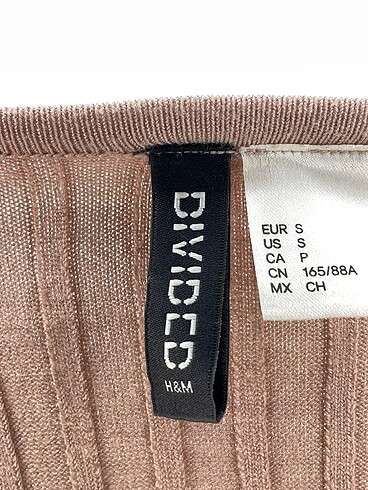 DIVIDED
H&M
EUR S
US S
CA P
CN 165/88A
MX CH